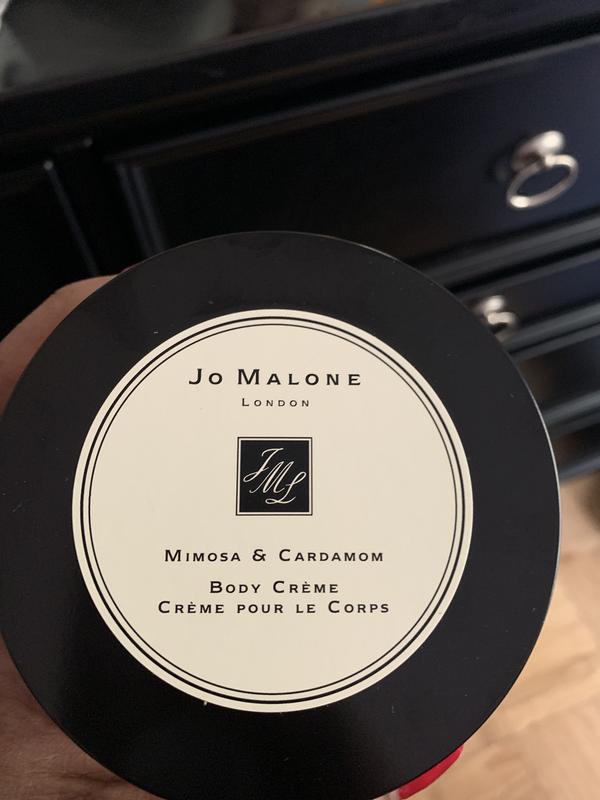 JO MALONE
LONDON
JML
MIMOSA & CARDAMOM
BODY CRÈME
CRÈME POUR LE CORPS